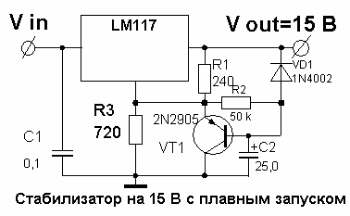 V in
LM117
V out=15 В
R1
240
VD1
1N4002
R2
50 k
R3
720
2N2905
VT1
C1
0,1
+C2
25,0
Стабилизатор на 15 В с плавным запуском